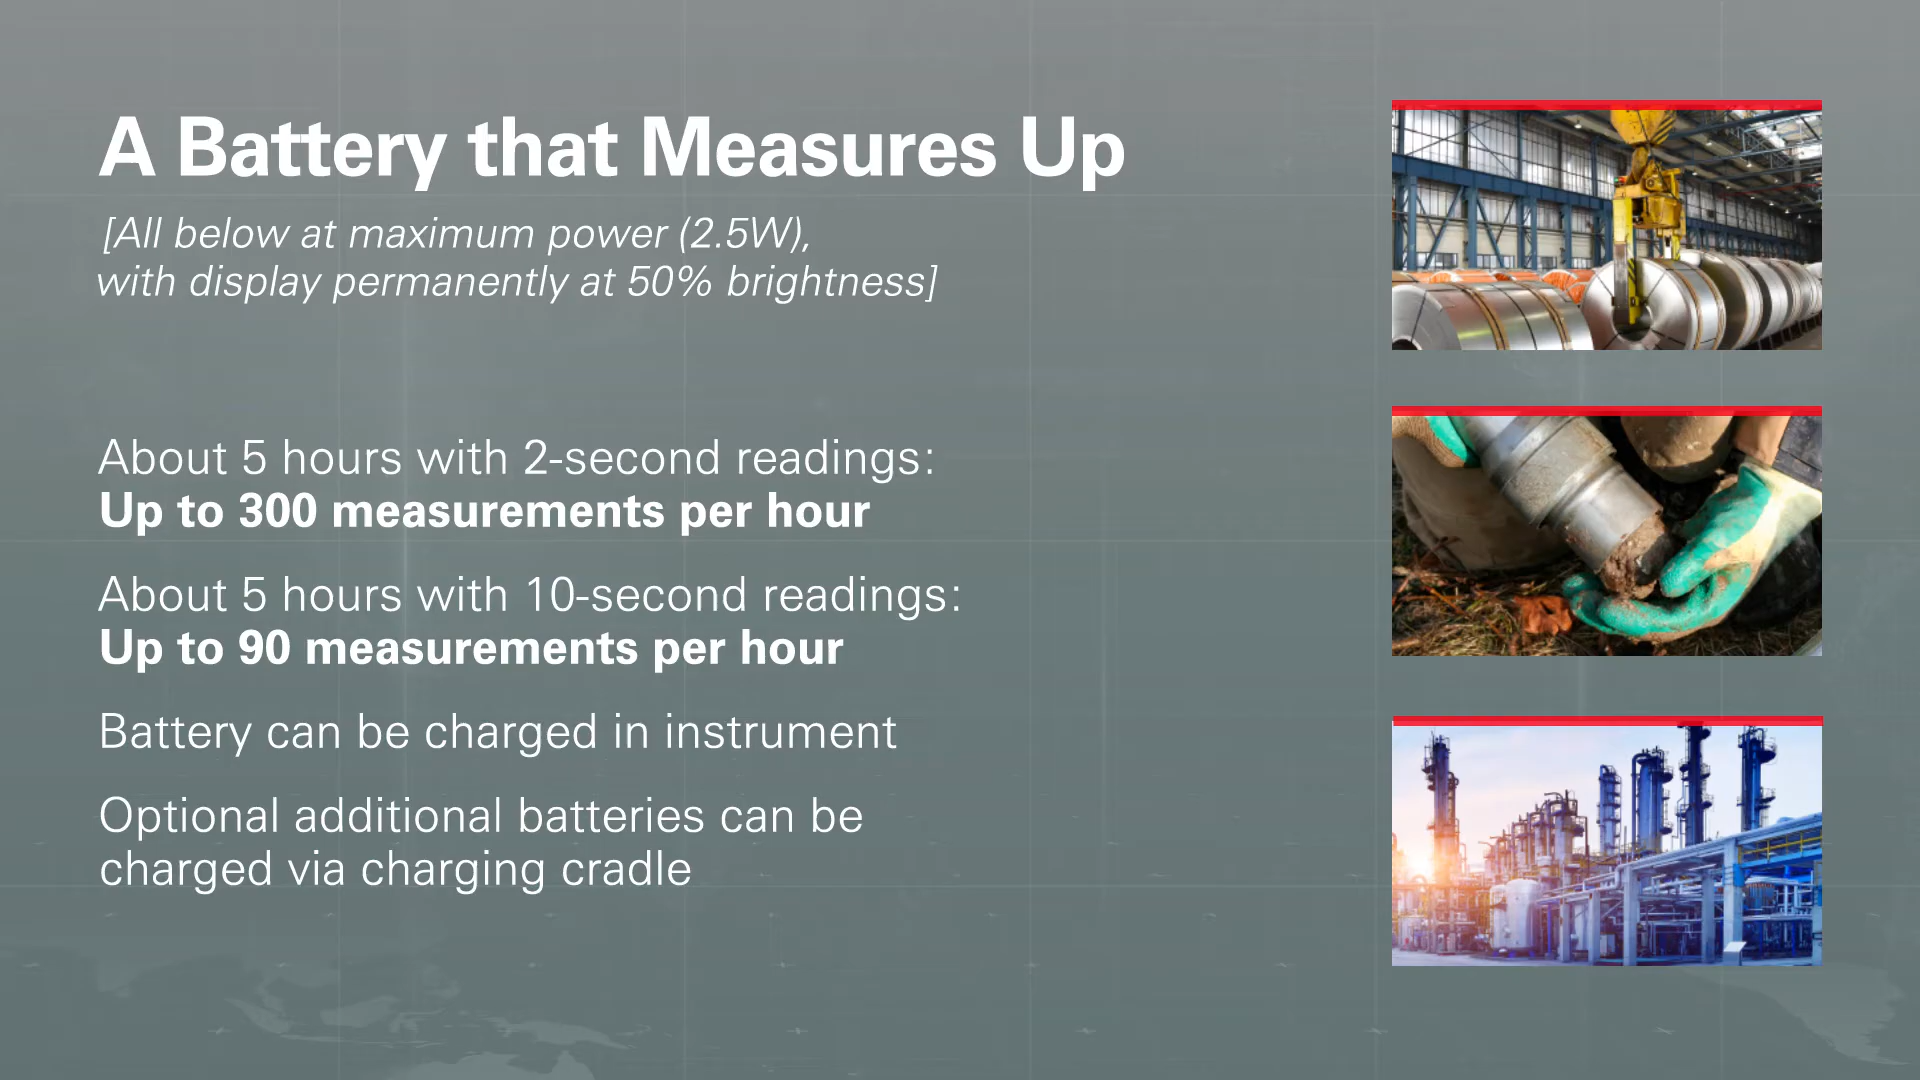 A Battery that Measures Up
[All below at maximum power (2.5W),
with display permanently at 50% brightness]
About 5 hours with 2-second readings:
Up to 300 measurements per hour
About 5 hours with 10-second readings:
Up to 90 measurements per hour
Battery can be charged in instrument
Optional additional batteries can be
charged via charging cradle